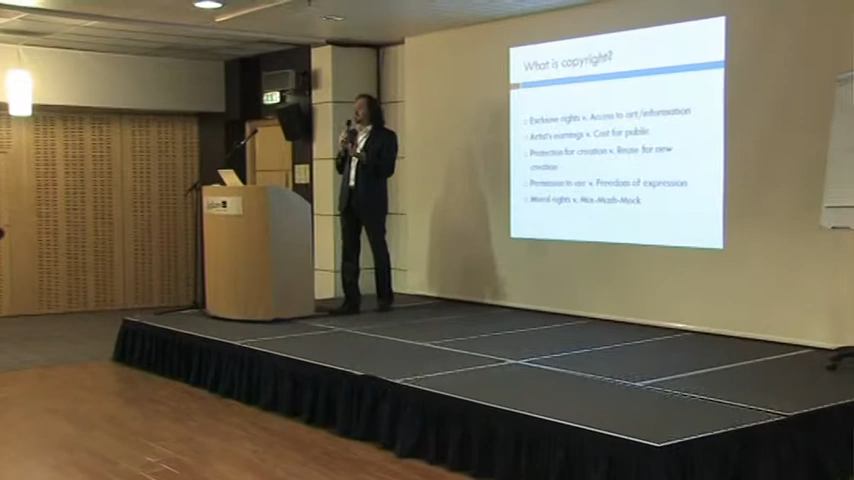 What is copyright?
Exclusive rights v. Access to art/information
Artist's earnings v. Cost for public
Protection for creation v. Reuse for new
creation
Permission to use v. Freedom of expression
Moral rights v. Mix-Mash-Mock